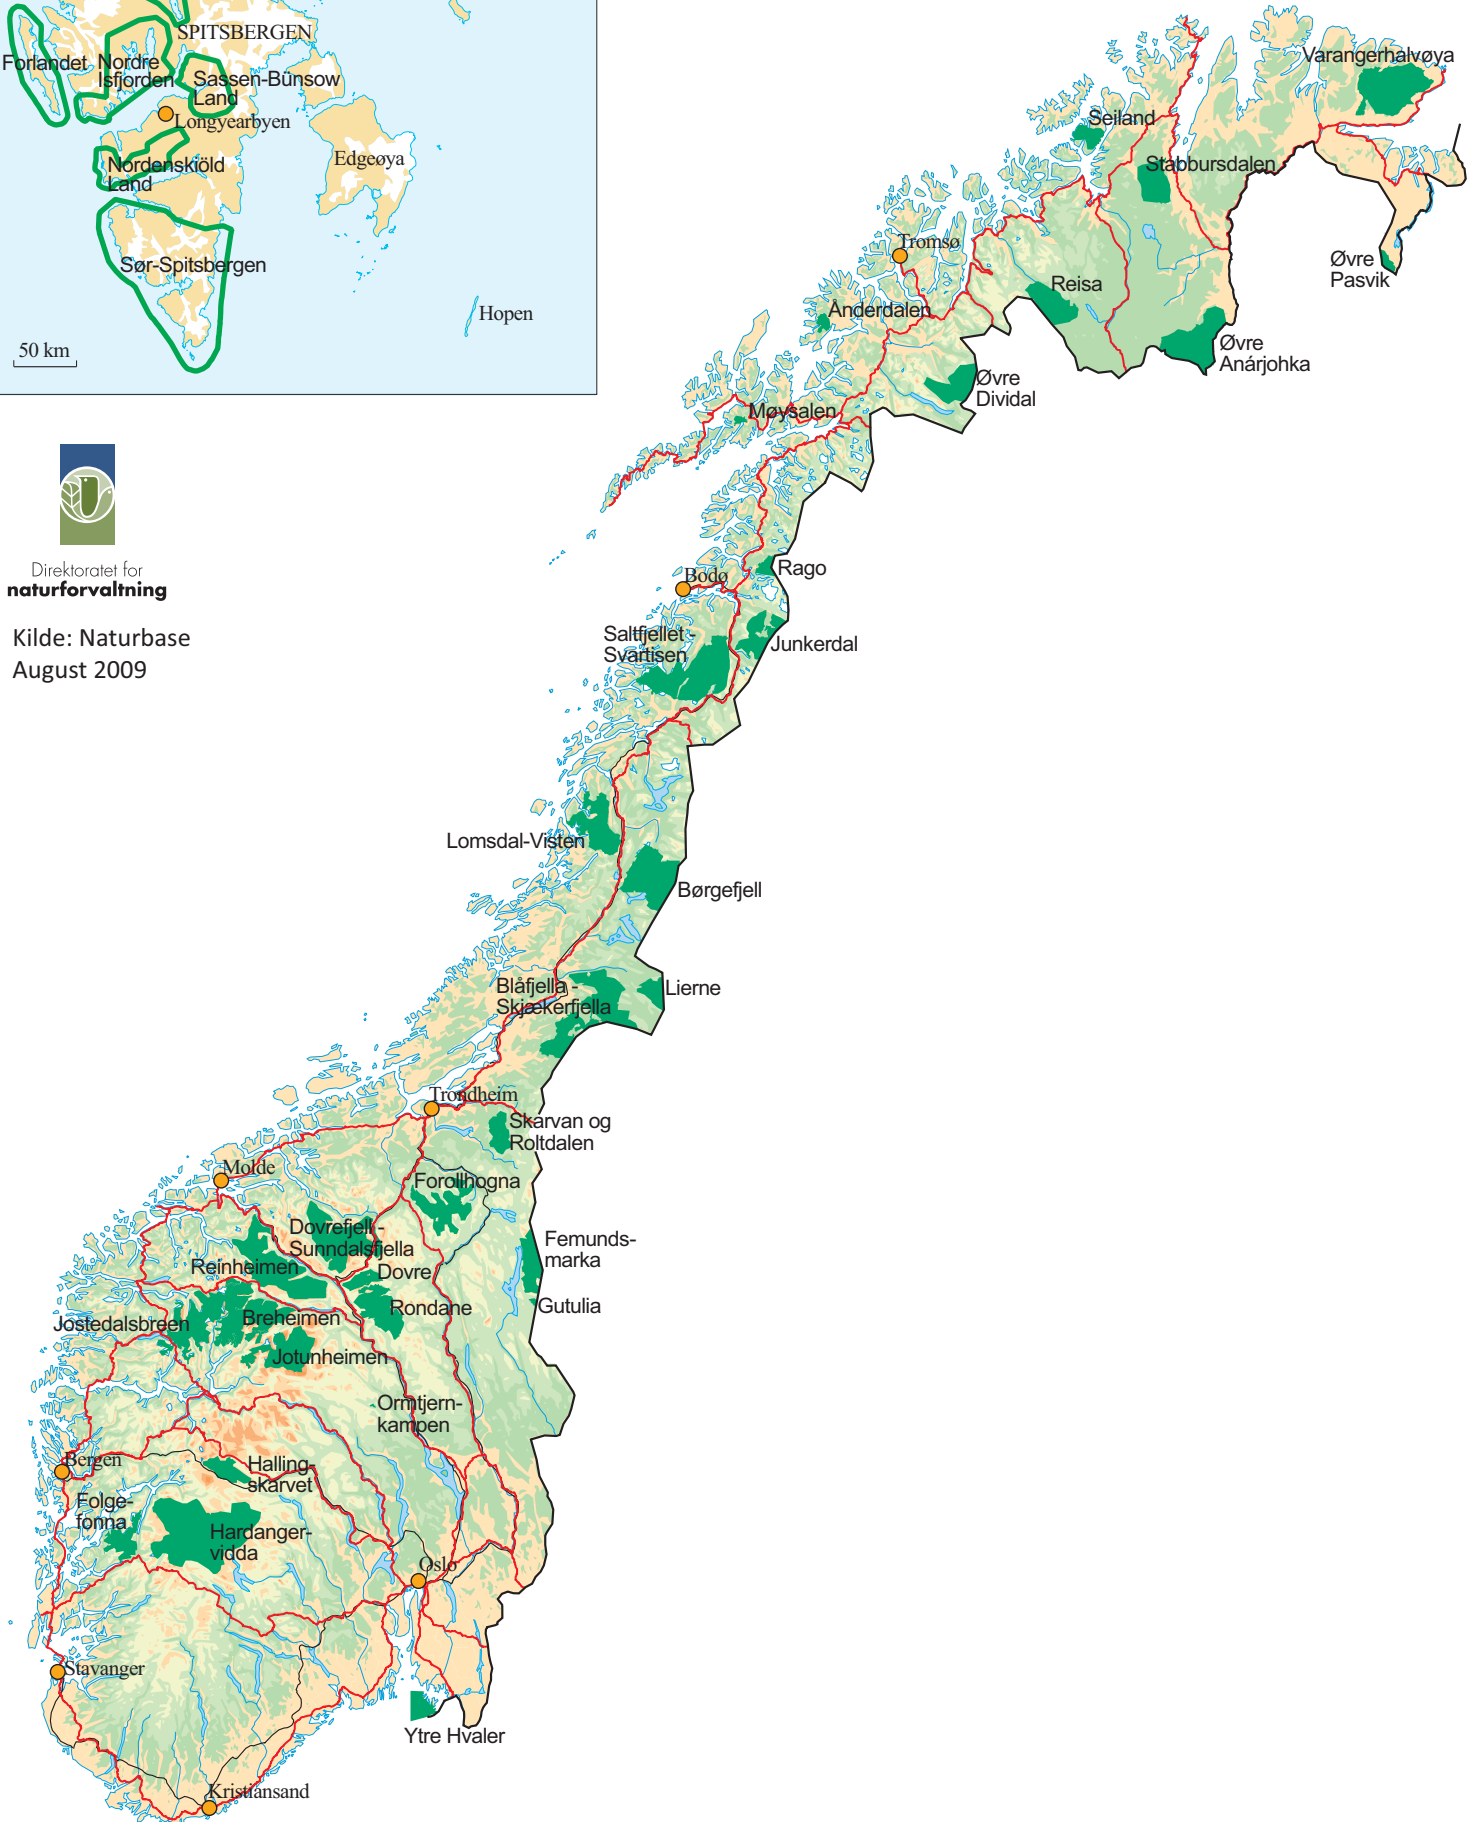 SPITSBERGEN
Forlandet
Nordre
Isfjorden
Sassen-Bünsow
Land
Longyearbyen
Edgeøya
Nordenskiöld
Land
Sør-Spitsbergen
Hopen
50 km
Varangerhalvøya
Seiland
Stabbursdalen
Tromsø
Øvre
Pasvik
Reisa
Ånderdalen
Øvre
Anárjohka
Øvre
Dividal
Møysalen
Direktoratet for
naturforvaltning
Kilde: Naturbase
August 2009
Rago
Bodø
Saltfjellet -
Svartisen
Junkerdal
Lomsdal-Visten
Børgefjell
Blåfjella -
Skjækerfjella
Lierne
Trondheim
Skarvan og
Roltdalen
Molde
Forollhogna
Dovrefjell -
Sunndalsfjella
Femunds-
marka
Reinheimen
Dovre
Rondane
Gutulia
Jostedalsbreen
Breheimen
Jotunheimen
Ormtjern-
kampen
Bergen
Halling-
skarvet
Folge-
fonna
Hardanger-
vidda
Oslo
Stavanger
Ytre Hvaler
Kristiansand